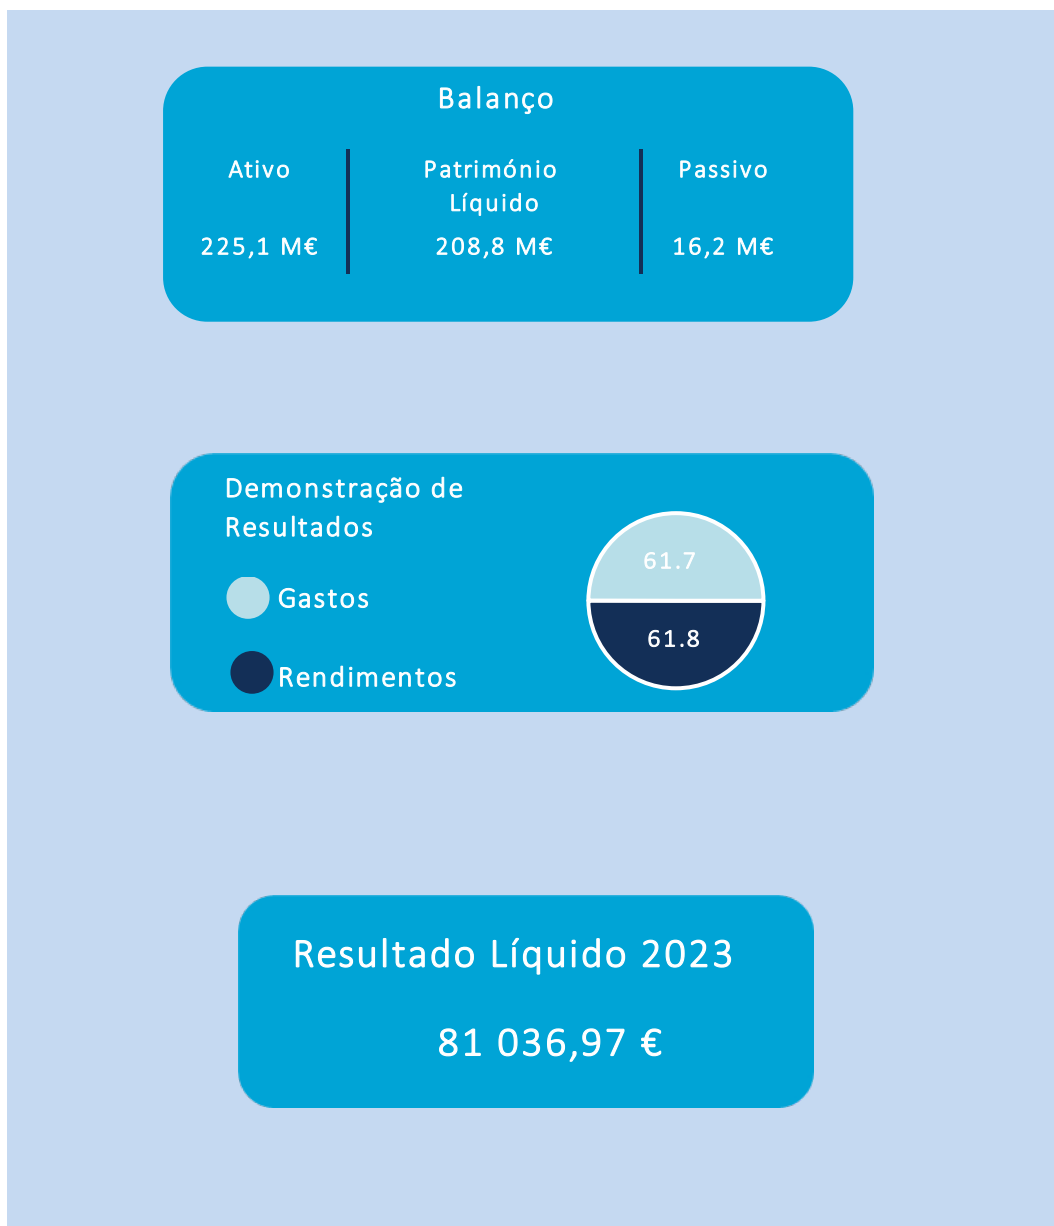 Balanço
Ativo
Património
Líquido
Passivo
225,1 M€
208,8 M€
16,2 M€
Demonstração de
Resultados
Gastos
Rendimentos
61.7
61.8
Resultado Líquido 2023
81 036,97 €